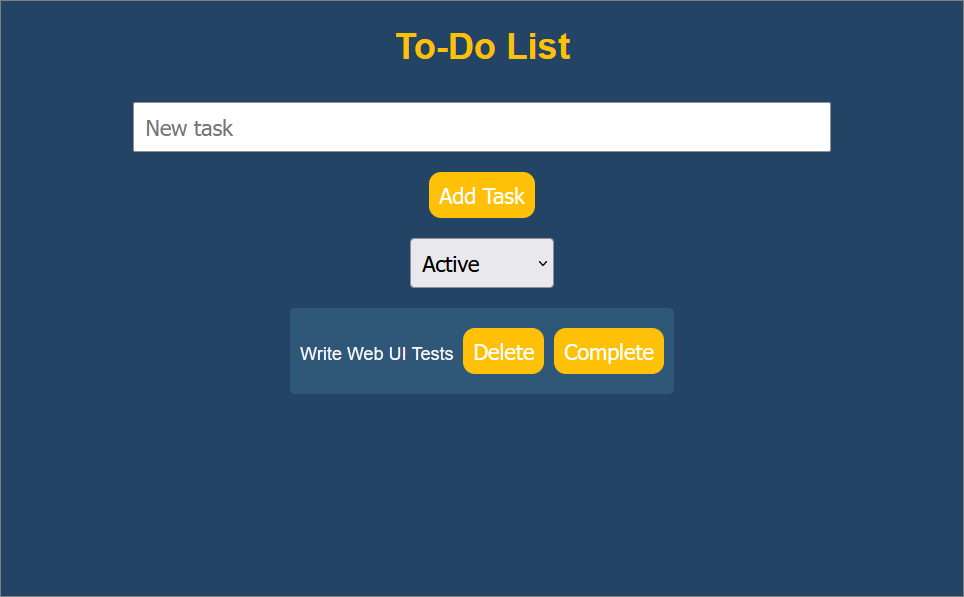 To-Do List
New task
Add Task
Active
Write Web UI Tests Delete Complete